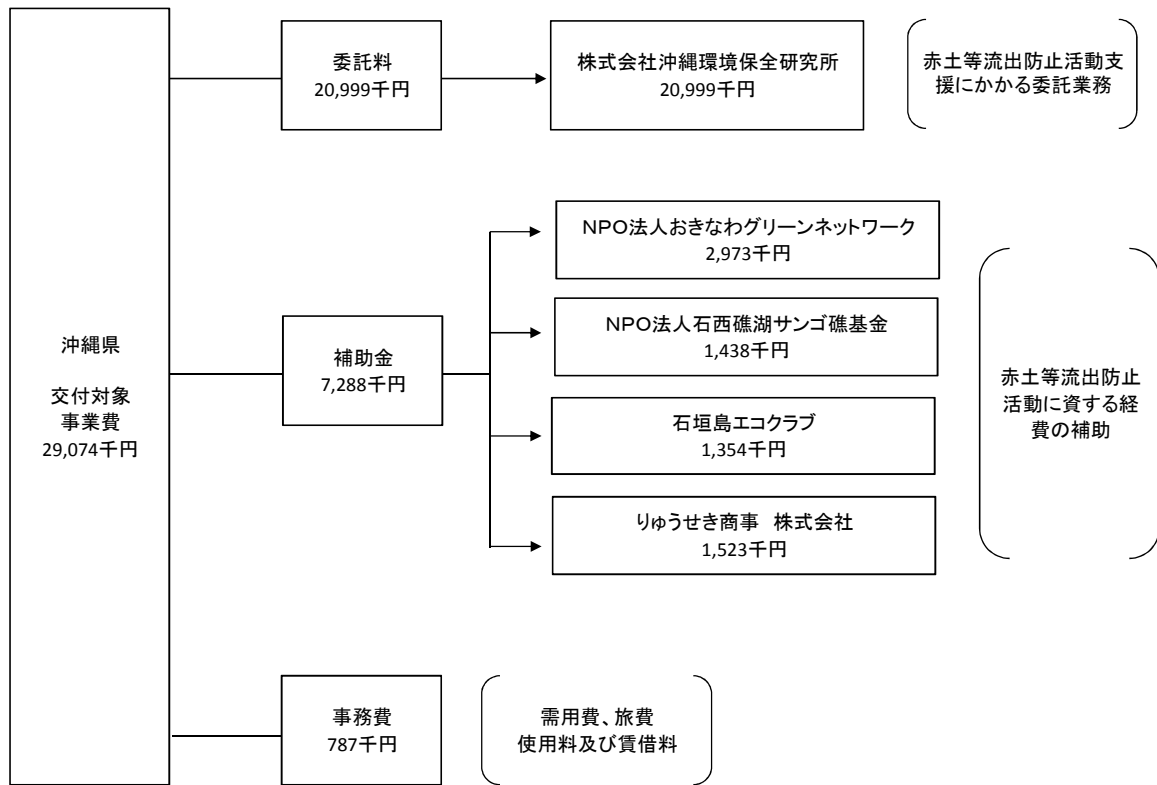 沖縄県
交付対象
事業費
29,074千円
委託料
20,999千円
株式会社沖縄環境保全研究所
20,999千円
赤土等流出防止活動支
援にかかる委託業務
補助金
7,288千円
NPO法人おきなわグリーンネットワーク
2,973千円
NPO法人石西礁湖サンゴ礁基金
1,438千円
石垣島エコクラブ
1,354千円
りゅうせき商事　株式会社
1,523千円
赤土等流出防止
活動に資する経
費の補助
事務費
787千円
需用費、旅費
使用料及び賃借料